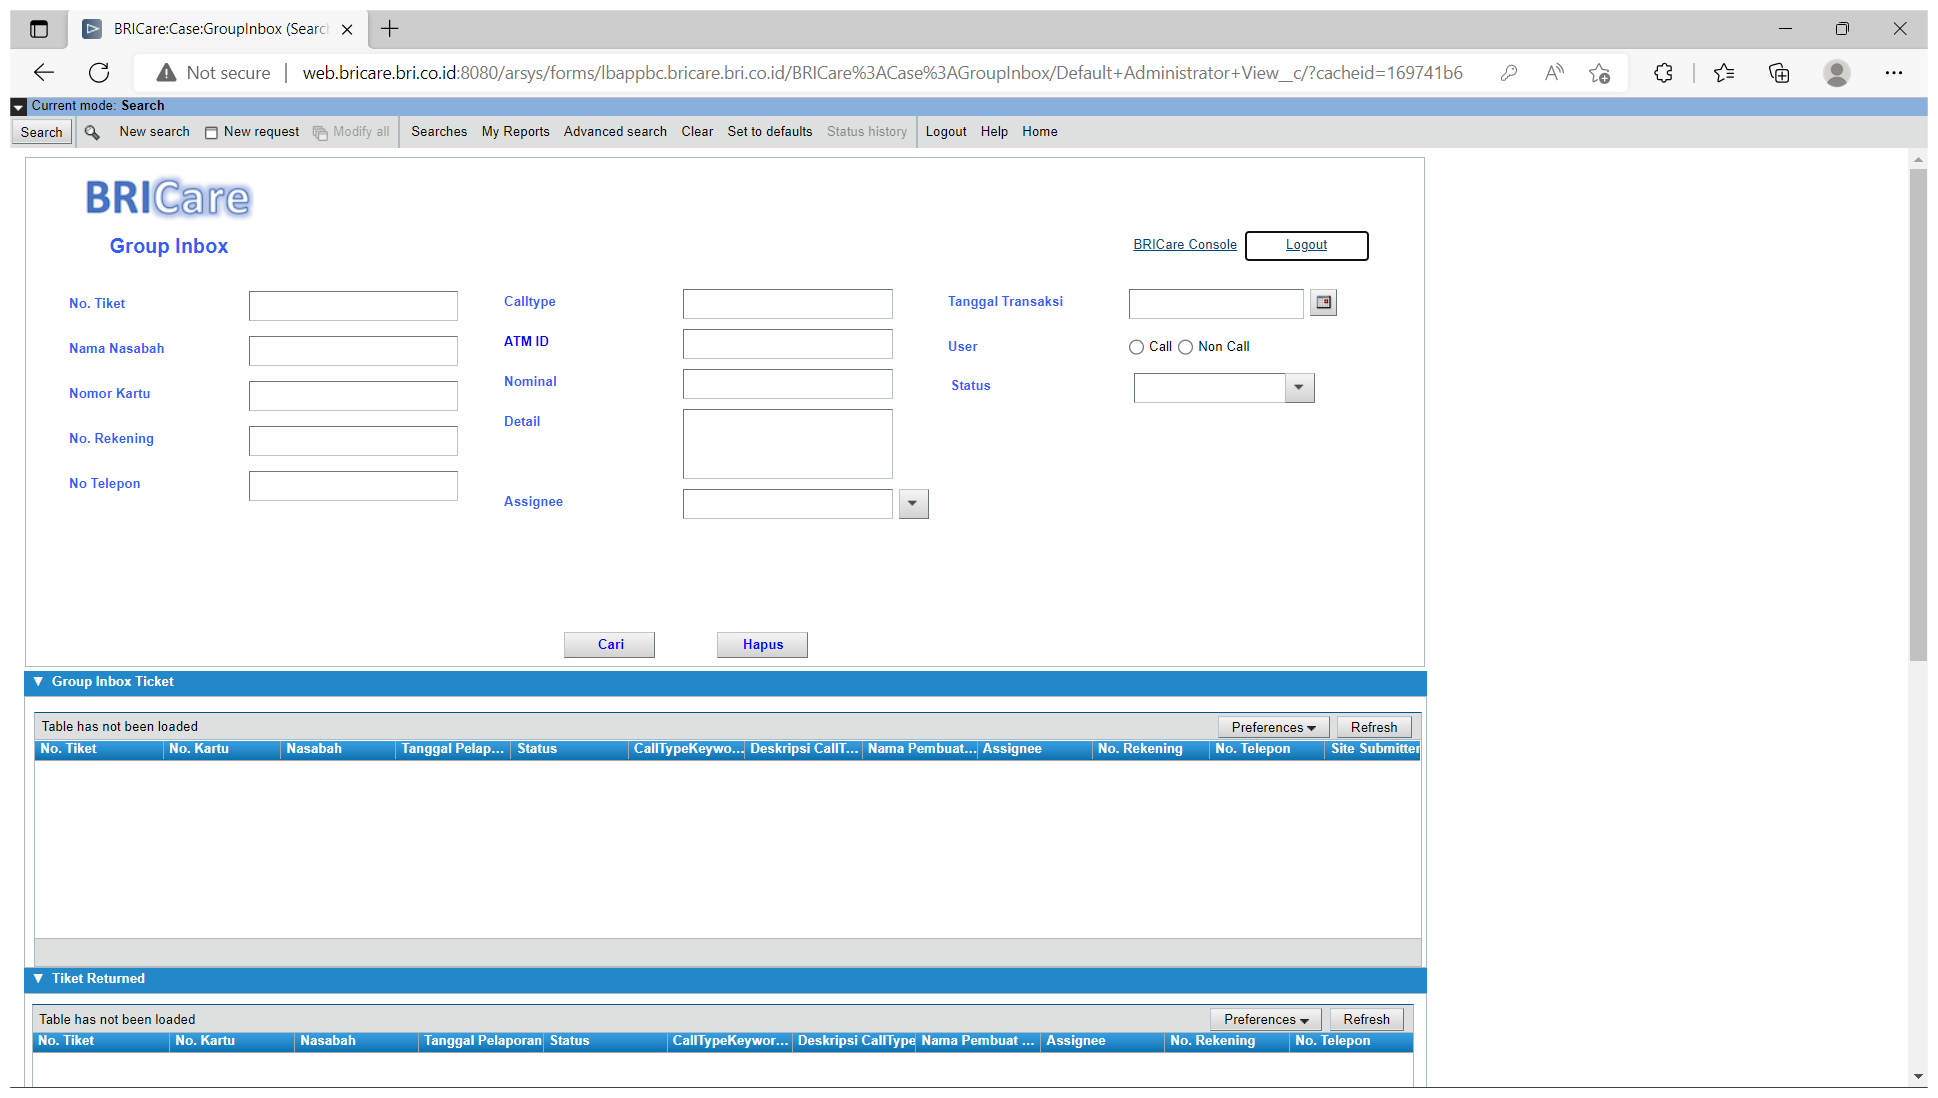 BRICare:Case:GroupInbox (Searc
Not secure web.bricare.bri.co.id:8080/arsys/forms/lbappbc.bricare.bri.co.id/BRICare%3ACase%3AGroupInbox/Default+Administrator+View__c/?cacheid=169741b6
Current mode: Search
Search New search New request Modify all Searches My Reports Advanced search Clear Set to defaults Status history Logout Help Home
BRICare
Group Inbox
BRICare Console Logout
No. Tiket Calltype Tanggal Transaksi
ATM ID
Nama Nasabah User Call Non Call
Nominal Status
Nomor Kartu
Detail
No. Rekening
No Telepon
Assignee
Cari Hapus
Group Inbox Ticket
Table has not been loaded Preferences Refresh
No. Tiket No. Kartu Nasabah Tanggal Pelap... Status CallTypeKeywo... Deskripsi CallT... Nama Pembuat... Assignee No. Rekening No. Telepon Site Submitter
Tiket Returned
Table has not been loaded Preferences Refresh
No. Tiket No. Kartu Nasabah Tanggal Pelaporan Status CallTypeKeywor... Deskripsi CallType Nama Pembuat ... Assignee No. Rekening No. Telepon